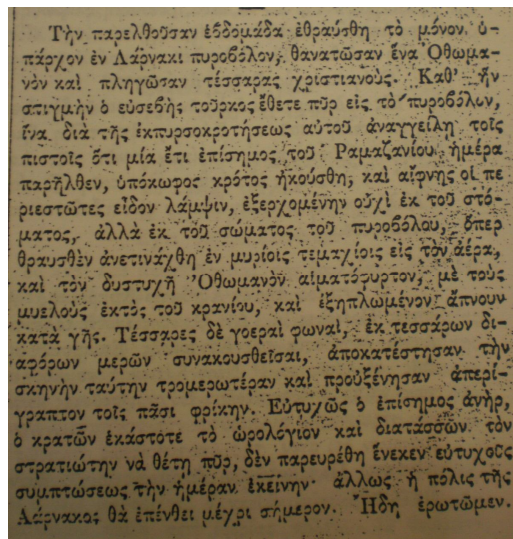 Τὴν παρελθοῦσαν ἑβδομάδα ἐθραύσθη τὸ μόνον ὑ-
πάρχον ἐν Λάρνακι πυροβόλον, θανατῶσαν ἕνα Ὀθωμα-
νὸν καὶ πληγῶσαν τέσσαρας χριστιανούς. Καθ’ ἣν
στιγμὴν ὁ εὐσεβὴς τοῦρκος ἔθετε πῦρ εἰς τὸ πυροβόλων,
ἵνα διὰ τῆς ἐκπυρσοκροτήσεως αὐτοῦ ἀναγγείλῃ τοῖς
πιστοῖς ὅτι μία ἔτι ἐπίσημος τοῦ Ῥαμαζανίου ἡμέρα
παρῆλθεν, ὑπόκωφος κρότος ἠκούσθη, καὶ αἴφνης οἱ πε
ριεστῶτες εἶδον λάμψιν, ἐξερχομένην οὐχὶ ἐκ τοῦ στό-
ματος, ἀλλὰ ἐκ τοῦ σώματος τοῦ πυροβόλου, ὅπερ
θραυσθὲν ἀνετινάχθη ἐν μυρίοις τεμαχίοις εἰς τὸν ἀέρα,
καὶ τὸν δυστυχῆ Ὀθωμανὸν αἱματόφυρτον, μὲ τοὺς
μυελοὺς ἐκτὸς τοῦ κρανίου, καὶ ἐξηπλωμένον ἄπνουν
κατὰ γῆς. Τέσσαρες δὲ γοεραὶ φωναὶ, ἐκ τεσσάρων δι-
αφόρων μερῶν συνακουσθεῖσαι, ἀποκατέστησαν τὴν
σκηνὴν ταύτην τρομερωτέραν καὶ προὐξένησαν ἀπερί-
γραπτον τοῖς πᾶσι φρίκην. Εὐτυχῶς ὁ ἐπίσημος ἀνὴρ,
ὁ κρατῶν ἑκάστοτε τὸ ὡρολόγιον καὶ διατάσσων τὸν
στρατιώτην νὰ θέτῃ πῦρ, δὲν παρευρέθη ἕνεκεν εὐτυχοῦς
συμπτώσεως τὴν ἡμέραν ἐκείνην· ἄλλως ἡ πόλις τῆς
Λάρνακος θὰ ἐπένθει μέχρι σήμερον. Ἤδη ἐρωτῶμεν.